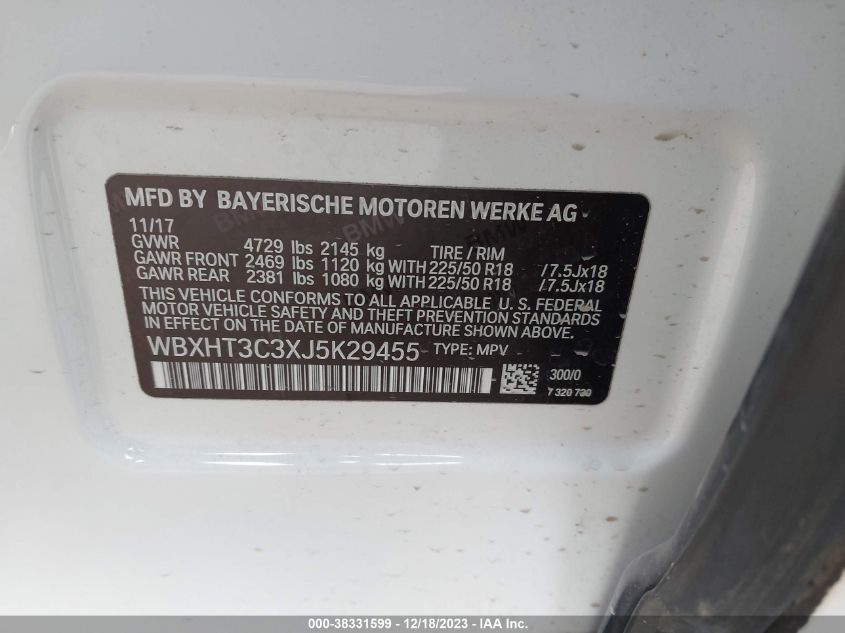 MFD BY BAYERISCHE MOTOREN WERKE AG
11/17
GVWR 4729 lbs 2145 kg TIRE / RIM
GAWR FRONT 2469 lbs 1120 kg WITH 225/50 R18 /7.5Jx18
GAWR REAR 2381 lbs 1080 kg WITH 225/50 R18 /7.5Jx18
THIS VEHICLE CONFORMS TO ALL APPLICABLE U. S. FEDERAL
MOTOR VEHICLE SAFETY AND THEFT PREVENTION STANDARDS
IN EFFECT ON THE DATE OF MANUFACTURE SHOWN ABOVE.
WBXHT3C3XJ5K29455 TYPE: MPV
300/0
7 320 730
000-38331599 / 12/18/2023 - IAA Inc.